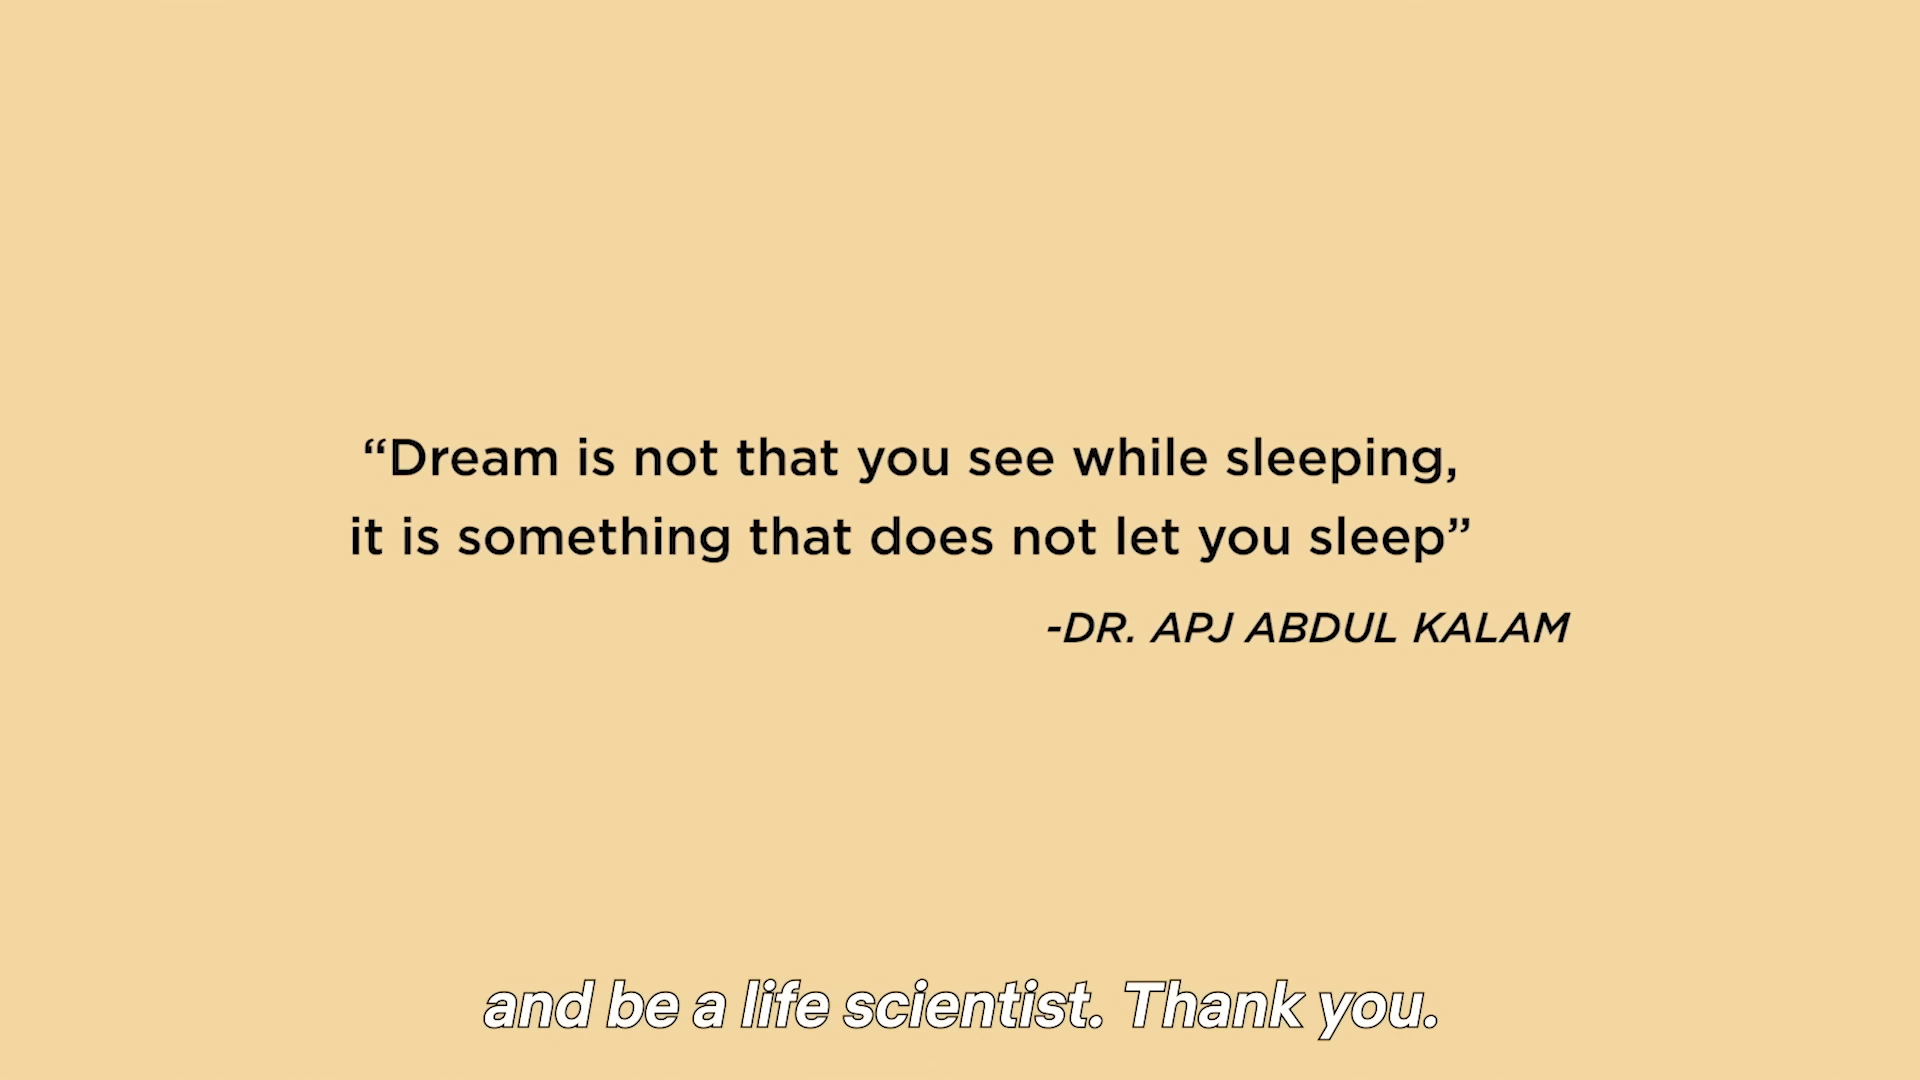 “Dream is not that you see while sleeping,
it is something that does not let you sleep”
-DR. APJ ABDUL KALAM
and be a life scientist. Thank you.